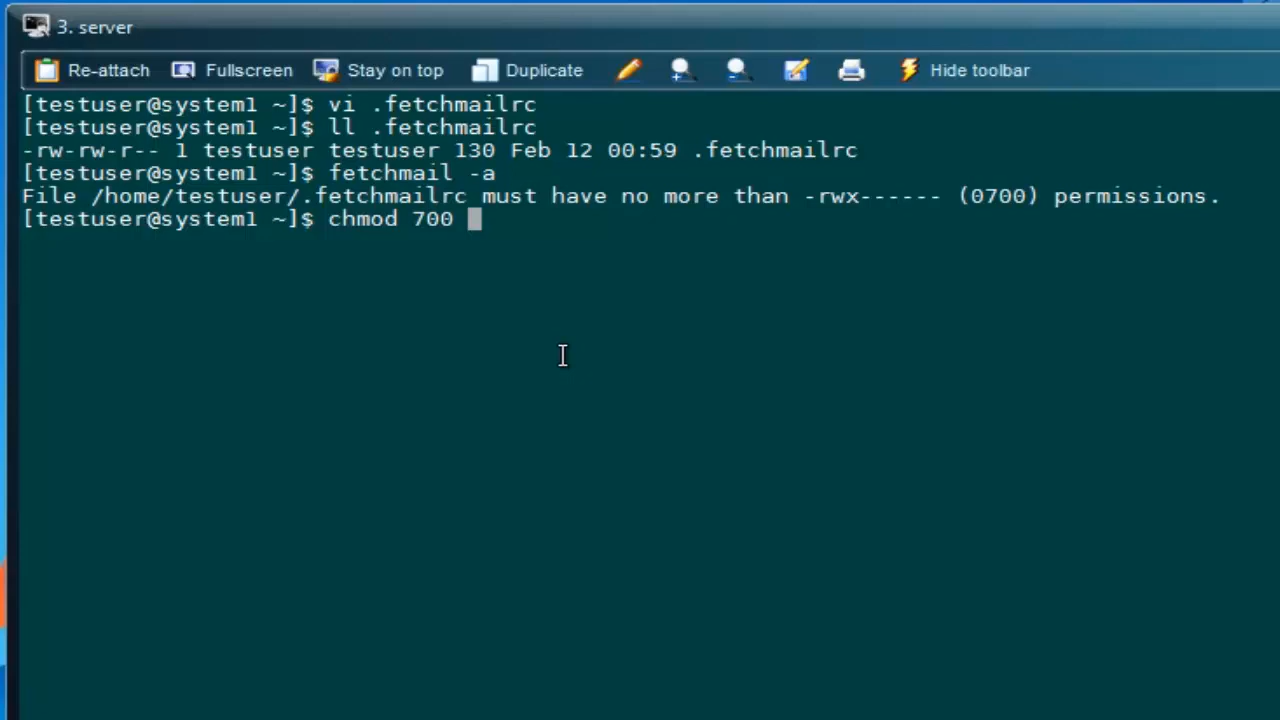 3. server
Re-attach Fullscreen Stay on top Duplicate Hide toolbar
[testuser@system1 ~]$ vi .fetchmailrc
[testuser@system1 ~]$ ll .fetchmailrc
-rw-rw-r-- 1 testuser testuser 130 Feb 12 00:59 .fetchmailrc
[testuser@system1 ~]$ fetchmail -a
File /home/testuser/.fetchmailrc must have no more than -rwx------ (0700) permissions.
[testuser@system1 ~]$ chmod 700